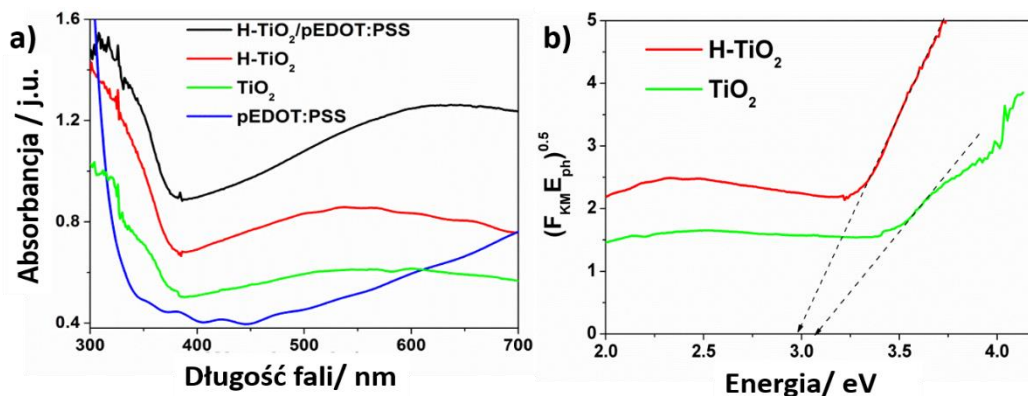 a)
Absorbancja / j.u.
1.6
1.2
0.8
0.4
H-TiO₂/pEDOT:PSS
H-TiO₂
TiO₂
pEDOT:PSS
300 400 500 600 700
Długość fali/ nm
b)
(F_KM E_ph)^0.5
5
4
3
2
1
0
H-TiO₂
TiO₂
2.0 2.5 3.0 3.5 4.0
Energia/ eV